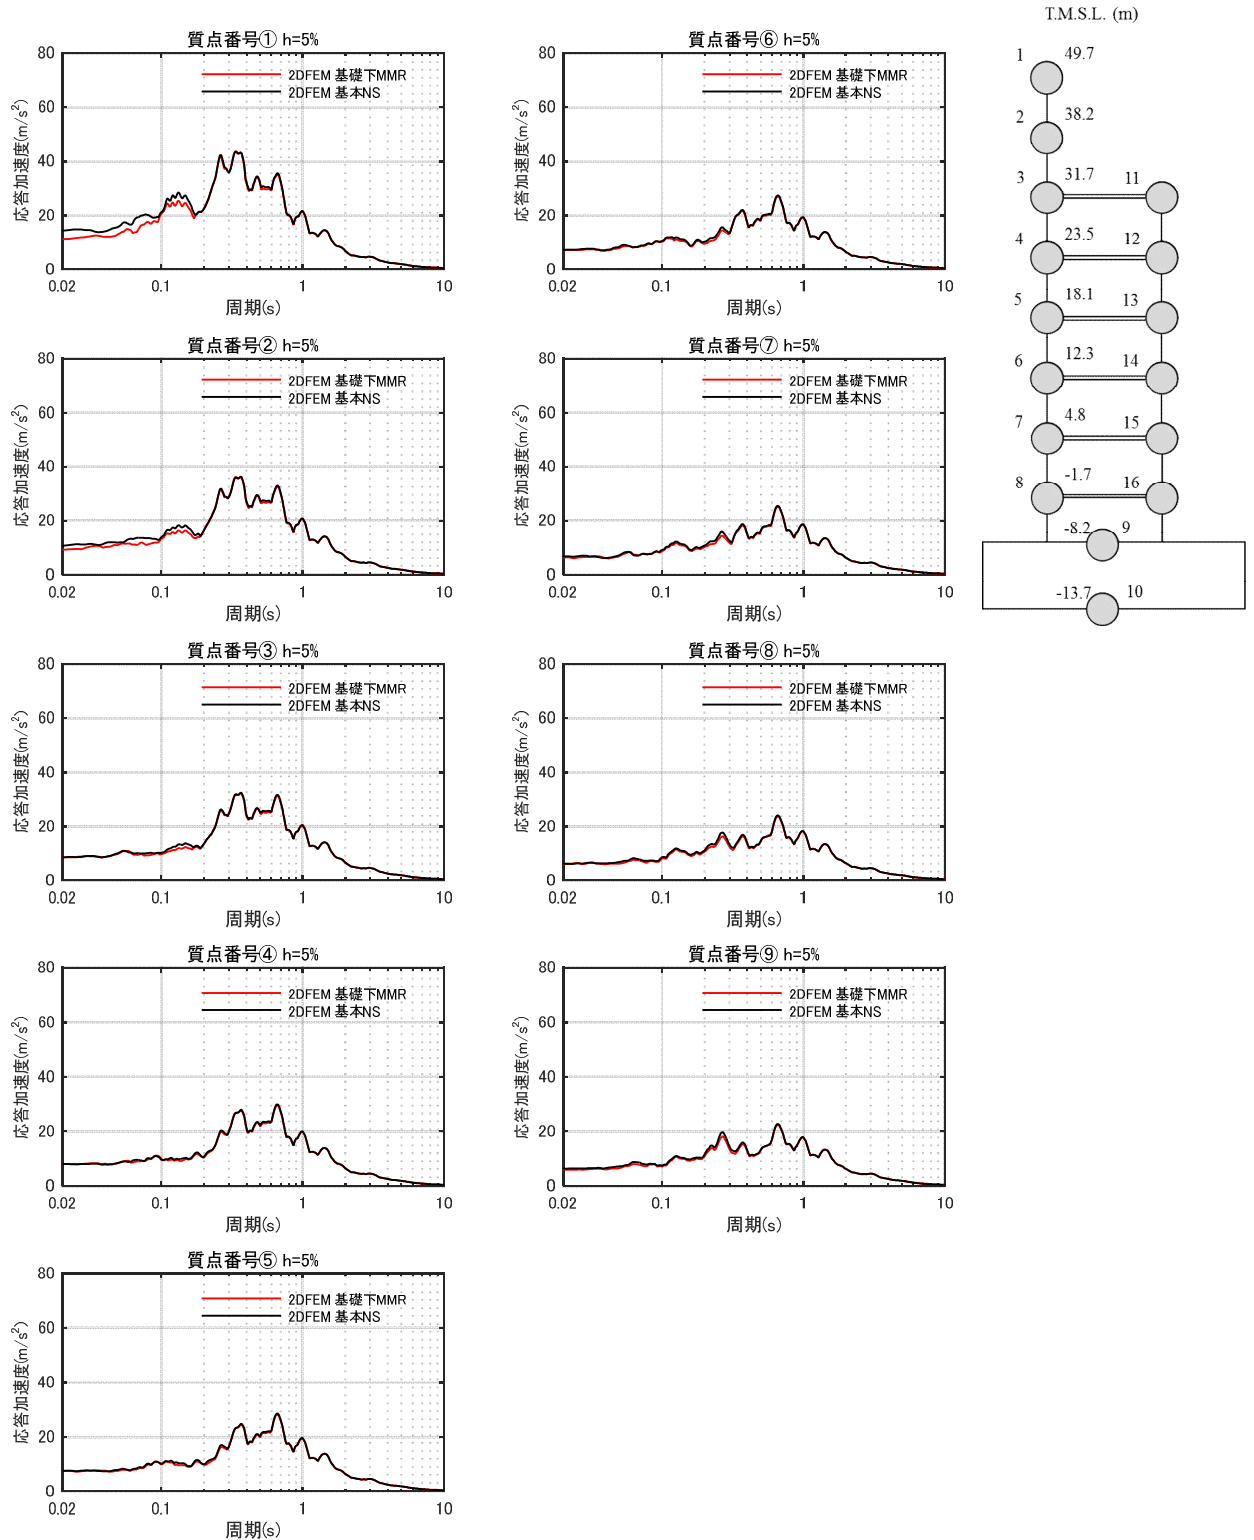 質点番号① h=5%
2DFEM 基礎下MMR
2DFEM 基本NS
応答加速度(m/s²)
80
60
40
20
0
0.02 0.1 1 10
周期(s)
質点番号② h=5%
2DFEM 基礎下MMR
2DFEM 基本NS
応答加速度(m/s²)
80
60
40
20
0
0.02 0.1 1 10
周期(s)
質点番号③ h=5%
2DFEM 基礎下MMR
2DFEM 基本NS
応答加速度(m/s²)
80
60
40
20
0
0.02 0.1 1 10
周期(s)
質点番号④ h=5%
2DFEM 基礎下MMR
2DFEM 基本NS
応答加速度(m/s²)
80
60
40
20
0
0.02 0.1 1 10
周期(s)
質点番号⑤ h=5%
2DFEM 基礎下MMR
2DFEM 基本NS
応答加速度(m/s²)
80
60
40
20
0
0.02 0.1 1 10
周期(s)
質点番号⑥ h=5%
2DFEM 基礎下MMR
2DFEM 基本NS
応答加速度(m/s²)
80
60
40
20
0
0.02 0.1 1 10
周期(s)
質点番号⑦ h=5%
2DFEM 基礎下MMR
2DFEM 基本NS
応答加速度(m/s²)
80
60
40
20
0
0.02 0.1 1 10
周期(s)
質点番号⑧ h=5%
2DFEM 基礎下MMR
2DFEM 基本NS
応答加速度(m/s²)
80
60
40
20
0
0.02 0.1 1 10
周期(s)
質点番号⑨ h=5%
2DFEM 基礎下MMR
2DFEM 基本NS
応答加速度(m/s²)
80
60
40
20
0
0.02 0.1 1 10
周期(s)
T.M.S.L. (m)
1 49.7
2 38.2
3 31.7 11
4 23.5 12
5 18.1 13
6 12.3 14
7 4.8 15
8 -1.7 16
-8.2 9
-13.7 10